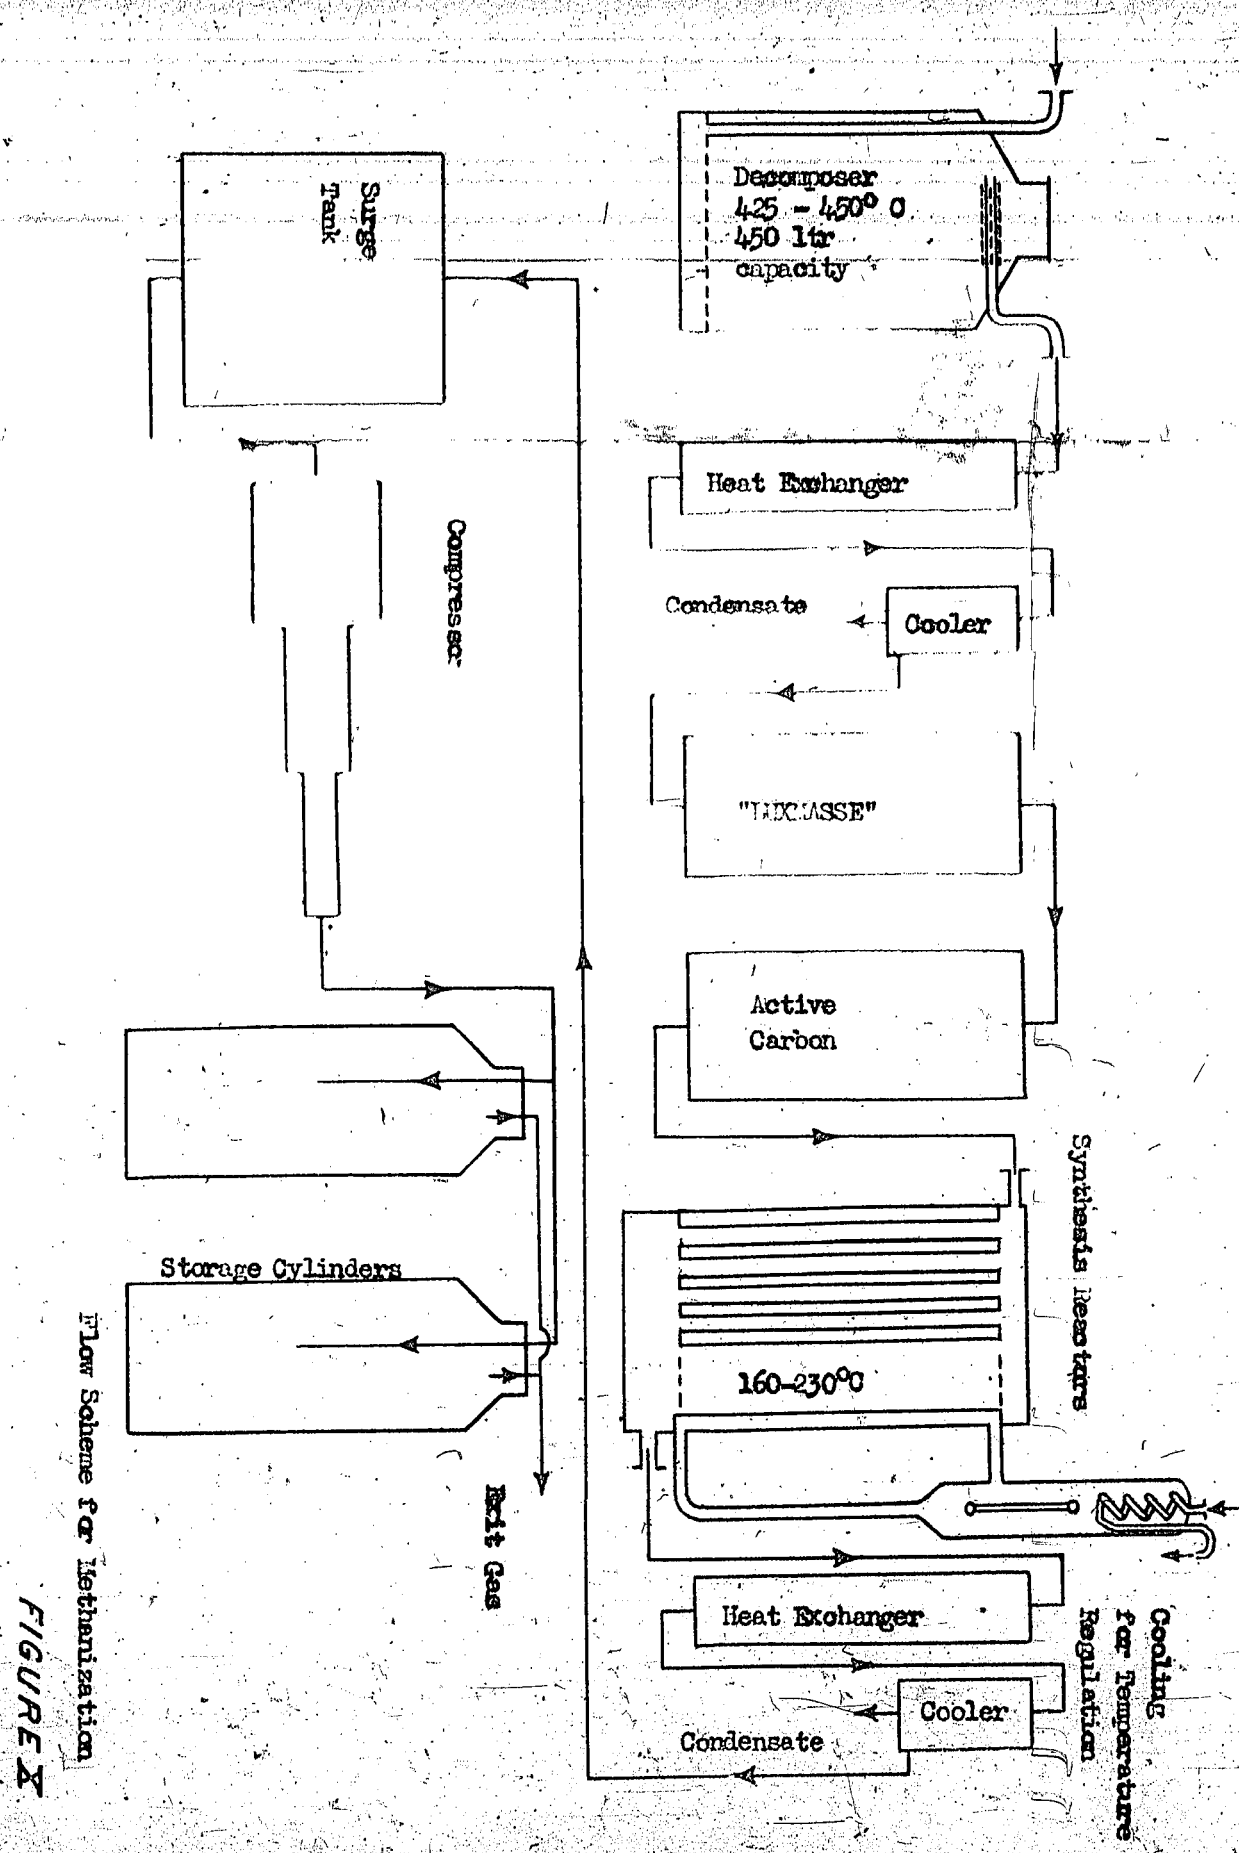 Decomposer
425 - 450° C
450 ltr
capacity
Surge
Tank
Heat Exchanger
Condensate
Cooler
Compressor
"LUXMASSE"
Active
Carbon
Synthesis Reactors
160-230°C
Storage Cylinders
Exit Gas
Heat Exchanger
Cooling
for Temperature
Regulation
Cooler
Condensate
Flow Scheme for Methanization
FIGURE X